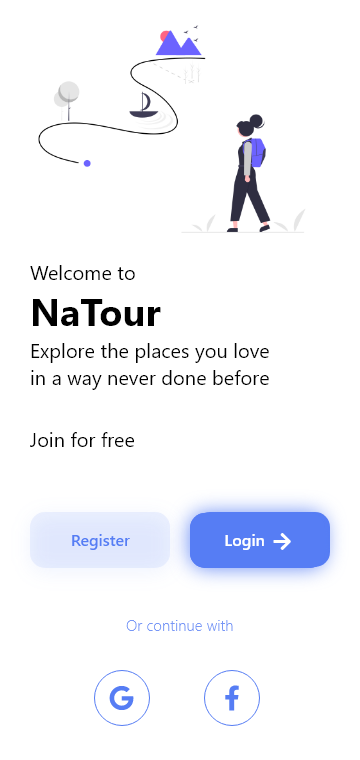 Welcome to
NaTour
Explore the places you love
in a way never done before
Join for free
Register
Login
Or continue with